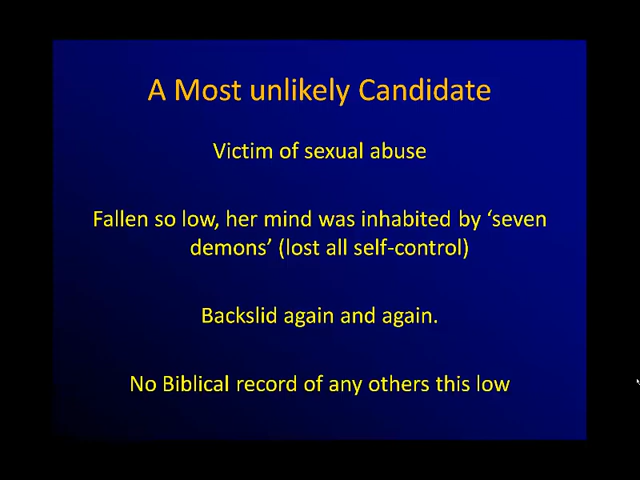 A Most unlikely Candidate
Victim of sexual abuse
Fallen so low, her mind was inhabited by ‘seven
demons’ (lost all self-control)
Backslid again and again.
No Biblical record of any others this low